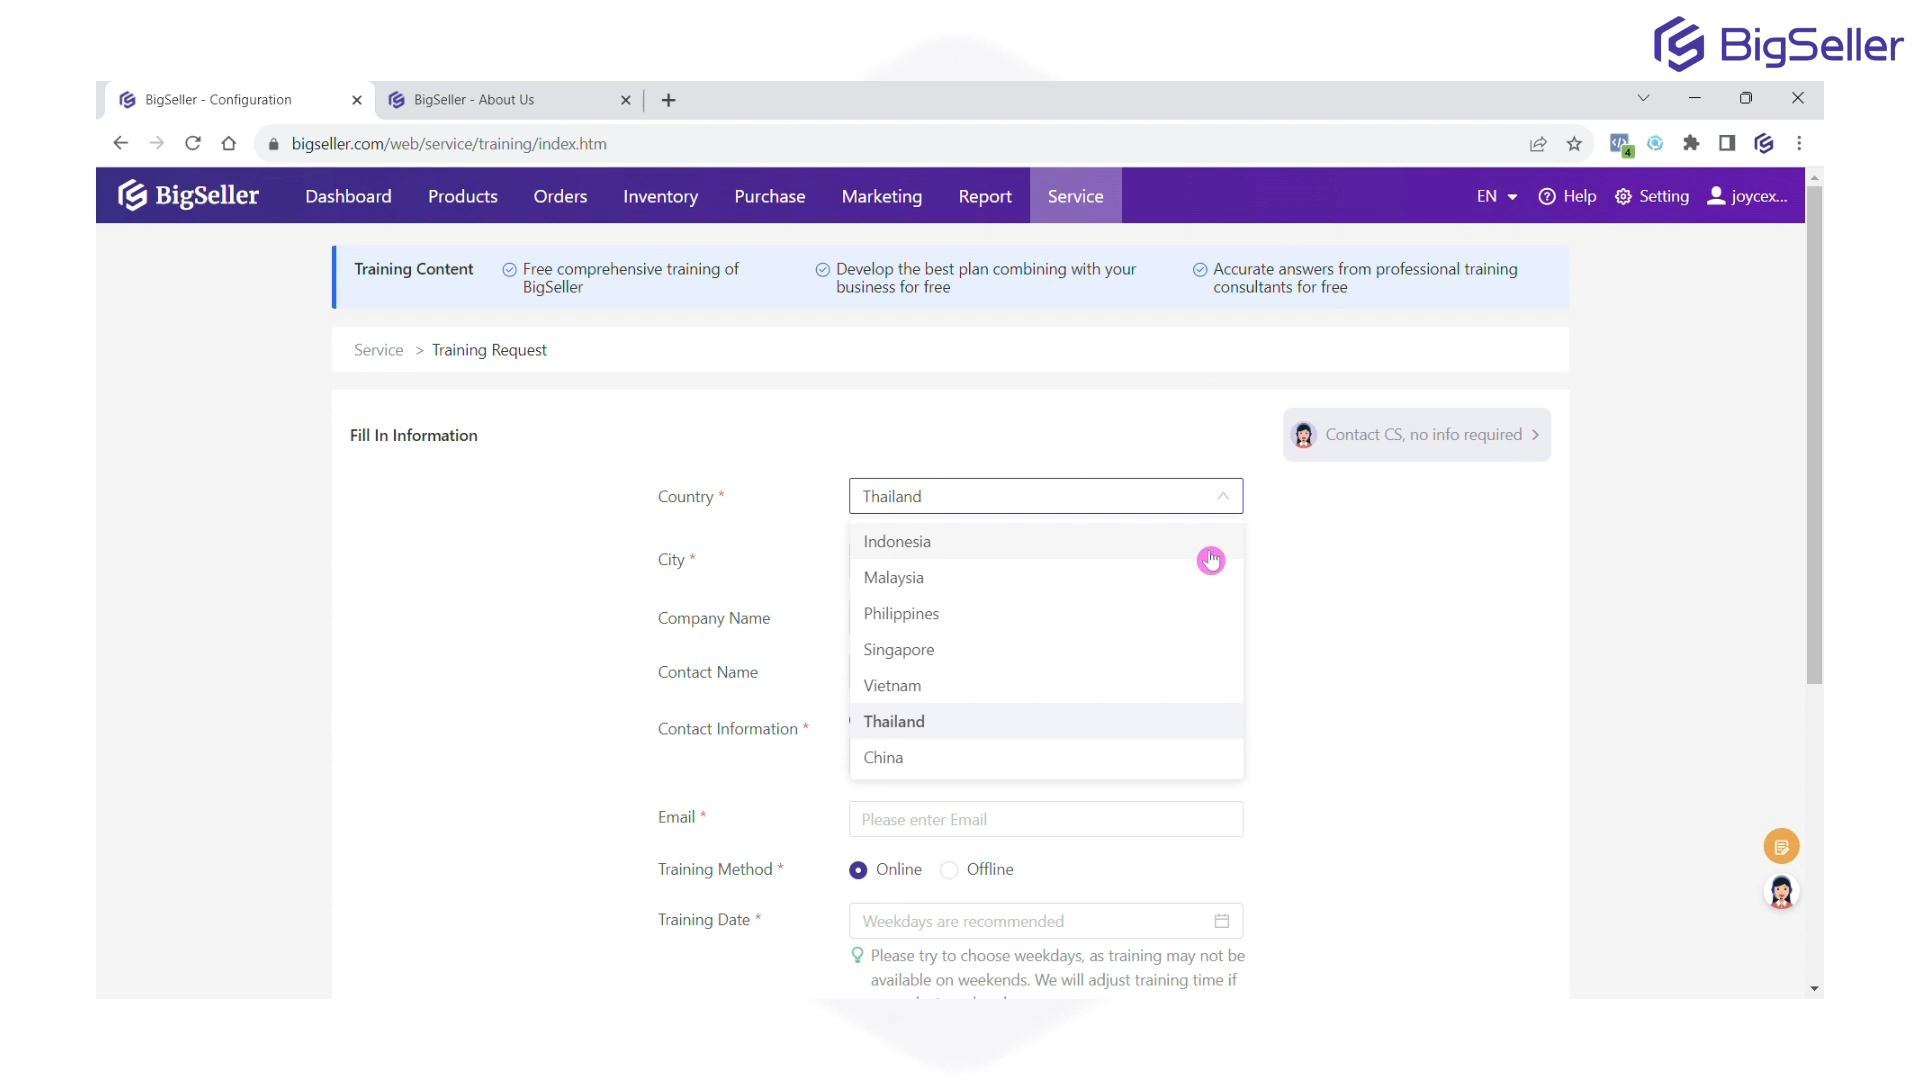 BigSeller
BigSeller - Configuration
BigSeller - About Us
bigseller.com/web/service/training/index.htm
4
BigSeller
Dashboard
Products
Orders
Inventory
Purchase
Marketing
Report
Service
EN
Help
Setting
joycex...
Training Content
Free comprehensive training of
BigSeller
Develop the best plan combining with your
business for free
Accurate answers from professional training
consultants for free
Service > Training Request
Fill In Information
Contact CS, no info required >
Country *
Thailand
Indonesia
City *
Malaysia
Philippines
Company Name
Singapore
Contact Name
Vietnam
Thailand
Contact Information *
China
Email *
Please enter Email
Training Method *
Online
Offline
Training Date *
Weekdays are recommended
Please try to choose weekdays, as training may not be
available on weekends. We will adjust training time if